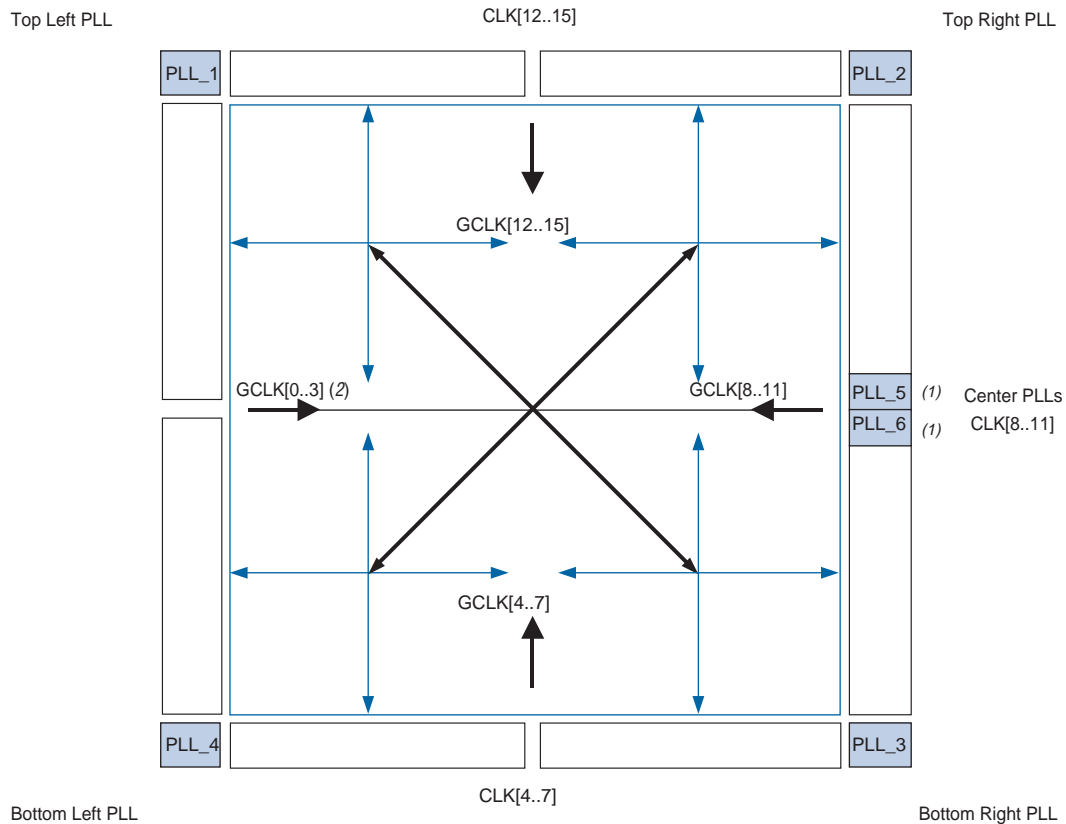 CLK[12..15]
Top Left PLL
Top Right PLL
PLL_1
PLL_2
GCLK[12..15]
GCLK[0..3] (2)
GCLK[8..11]
PLL_5
(1)
Center PLLs
PLL_6
(1)
CLK[8..11]
GCLK[4..7]
PLL_4
PLL_3
CLK[4..7]
Bottom Left PLL
Bottom Right PLL